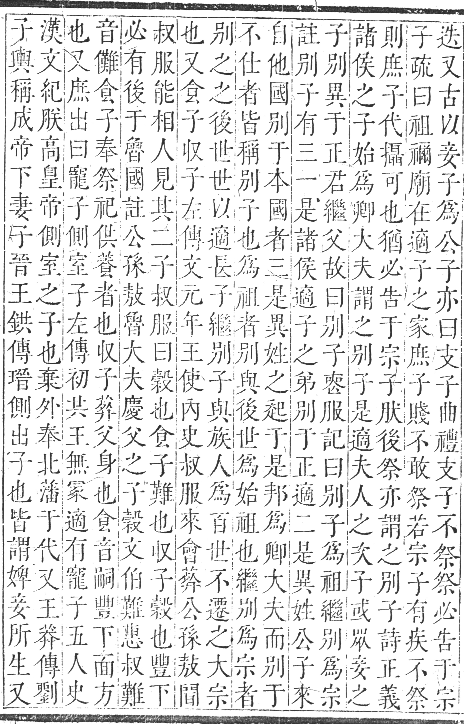 迭又古以妾子爲公子亦曰支子曲禮支子不祭祭必告于宗
子疏曰祖禰廟在適子之家庶子賤不敢祭若宗子有疾不祭
則庶子代攝可也猶必告于宗子肰後祭亦謂之别子詩正義
諸侯之子始爲卿大夫謂之别子是適夫人之次子或眾妾之
子别異于正君繼父故曰别子喪服記曰别子爲祖繼别子爲宗
註别子有三一是諸侯適子之弟别于正適二是異姓公子來
自他國别于本國者三是異姓之起于是邦爲卿大夫而别于
不仕者皆稱别子也爲祖者别與後世爲始祖也繼别爲宗者
别之之後世世以適長子繼别子與族人爲百世不遷之大宗
也又食子収子左傳文元年王使內史叔服來會葬公孫敖聞
叔服能相人見其二子叔服曰穀也食子難也収子穀也豐下
必有後于魯國註公孫敖魯大夫慶父之子穀文伯難惠叔難
音儺食子奉祭祀供養者也収子葬父身也食音嗣豐下面方
也又庶出曰寵子側室子左傳初共王無冢適有寵子五人史
漢文紀朕高皇帝側室之子也棄外奉北藩于代又王莽傳劉
子輿稱成帝下妻子晉王鉷傳瑨側出子也皆謂婢妾所生又